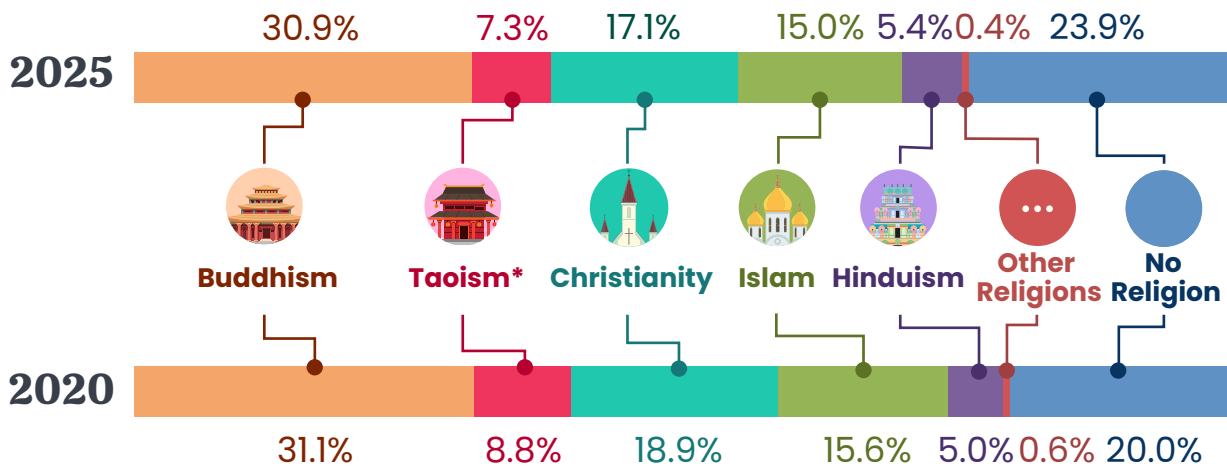 30.9% 7.3% 17.1% 15.0% 5.4% 0.4% 23.9%
2025
Buddhism Taoism* Christianity Islam Hinduism Other Religions No Religion
2020
31.1% 8.8% 18.9% 15.6% 5.0% 0.6% 20.0%